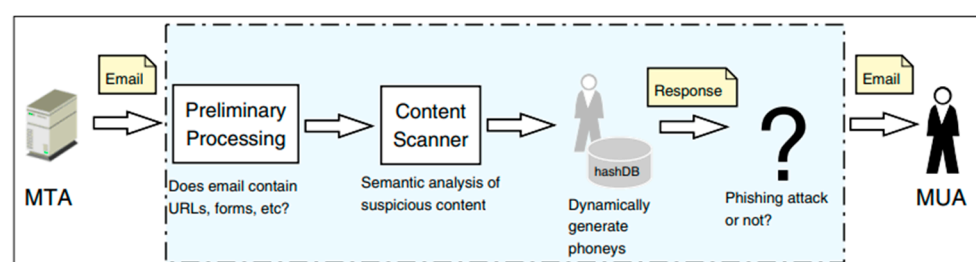 Email
Email
Preliminary
Processing
Content
Scanner
Response
hashDB
MTA
Does email contain
URLs, forms, etc?
Semantic analysis of
suspicious content
Dynamically
generate
phoneys
?
Phishing attack
or not?
MUA